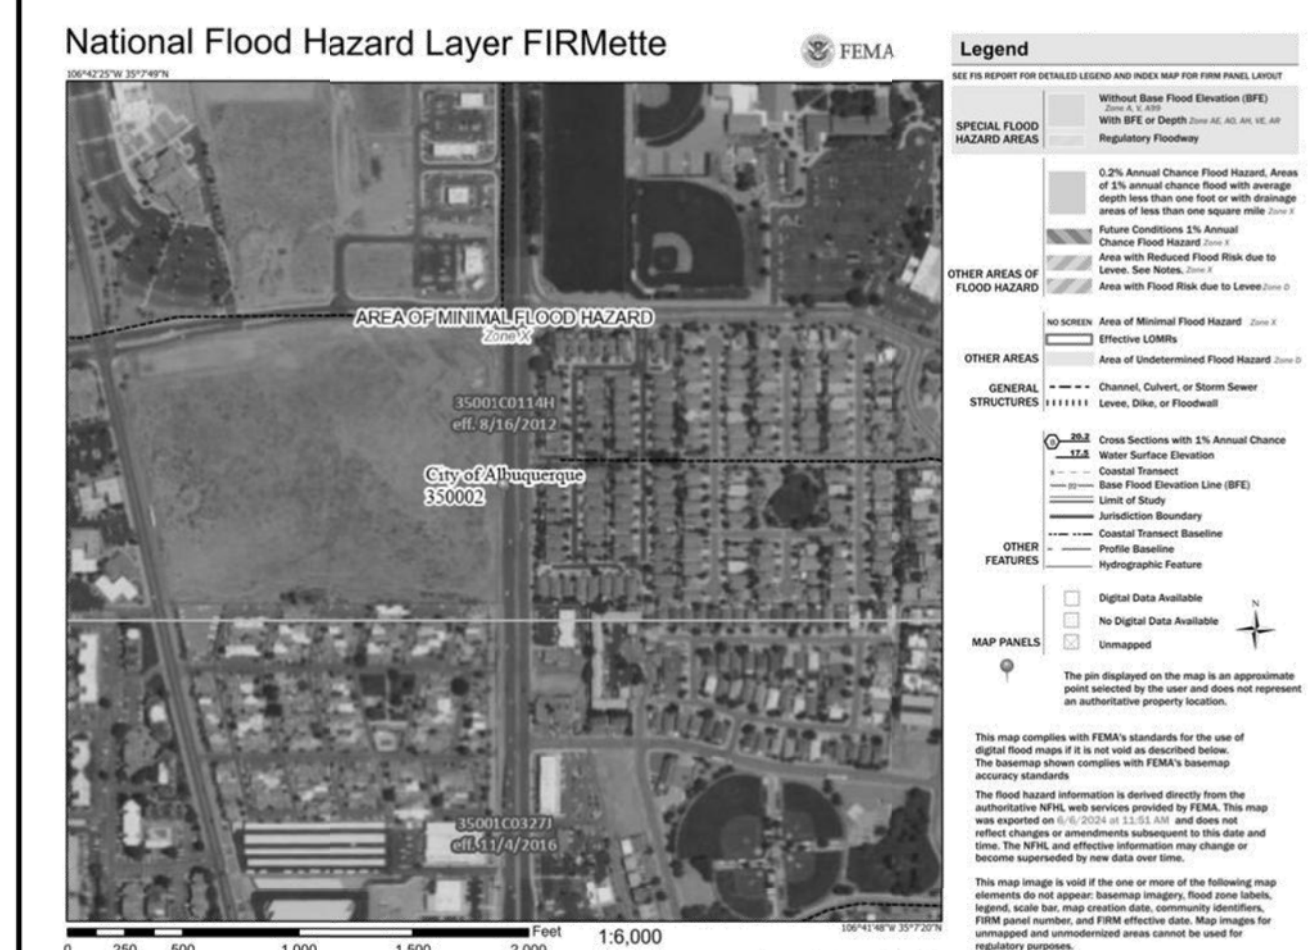 National Flood Hazard Layer FIRMette
FEMA
106°42'25"W 35°7'49"N
AREA OF MINIMAL FLOOD HAZARD
Zone X
35001C0114H
eff. 8/16/2012
City of Albuquerque
350002
35001C0327J
eff. 11/4/2016
0 250 500 1,000 1,500 2,000
Feet
1:6,000
106°41'48"W 35°7'20"N
Legend
SEE FIS REPORT FOR DETAILED LEGEND AND INDEX MAP FOR FIRM PANEL LAYOUT
SPECIAL FLOOD
HAZARD AREAS
Without Base Flood Elevation (BFE)
Zone A, V, A99
With BFE or Depth Zone AE, AO, AH, VE, AR
Regulatory Floodway
OTHER AREAS OF
FLOOD HAZARD
0.2% Annual Chance Flood Hazard, Areas
of 1% annual chance flood with average
depth less than one foot or with drainage
areas of less than one square mile Zone X
Future Conditions 1% Annual
Chance Flood Hazard Zone X
Area with Reduced Flood Risk due to
Levee. See Notes. Zone X
Area with Flood Risk due to Levee Zone D
OTHER AREAS
NO SCREEN Area of Minimal Flood Hazard Zone X
Effective LOMRs
Area of Undetermined Flood Hazard Zone D
GENERAL
STRUCTURES
Channel, Culvert, or Storm Sewer
Levee, Dike, or Floodwall
OTHER
FEATURES
20.2 Cross Sections with 1% Annual Chance
17.5 Water Surface Elevation
Coastal Transect
Base Flood Elevation Line (BFE)
Limit of Study
Jurisdiction Boundary
Coastal Transect Baseline
Profile Baseline
Hydrographic Feature
MAP PANELS
Digital Data Available
No Digital Data Available
Unmapped
N
The pin displayed on the map is an approximate
point selected by the user and does not represent
an authoritative property location.
This map complies with FEMA's standards for the use of
digital flood maps if it is not void as described below.
The basemap shown complies with FEMA's basemap
accuracy standards
The flood hazard information is derived directly from the
authoritative NFHL web services provided by FEMA. This map
was exported on 6/6/2024 at 11:51 AM and does not
reflect changes or amendments subsequent to this date and
time. The NFHL and effective information may change or
become superseded by new data over time.
This map image is void if the one or more of the following map
elements do not appear: basemap imagery, flood zone labels,
legend, scale bar, map creation date, community identifiers,
FIRM panel number, and FIRM effective date. Map images for
unmapped and unmodernized areas cannot be used for
regulatory purposes.